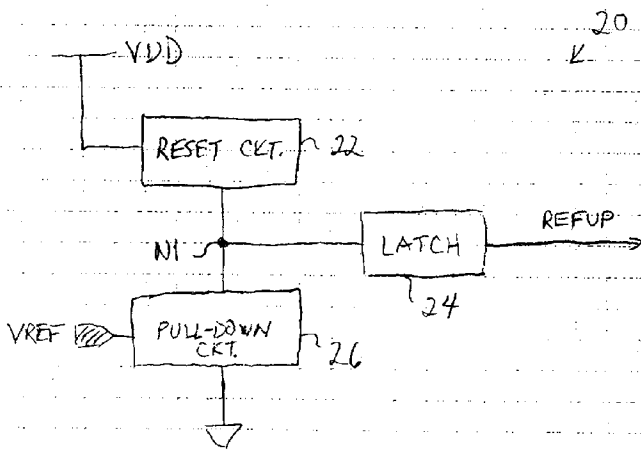 20
VDD
RESET CKT.
22
N1
LATCH
REFUP
24
VREF
PULL-DOWN
CKT.
26